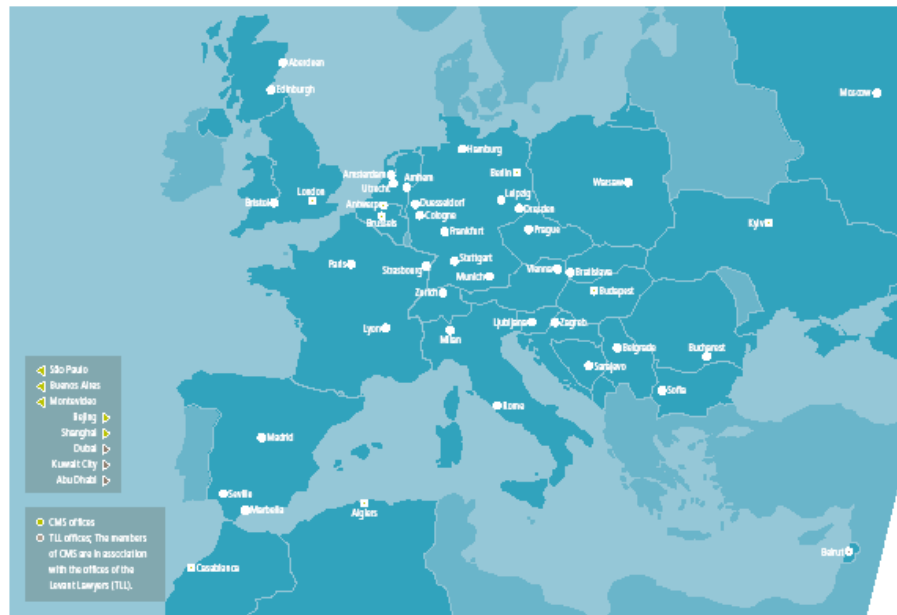 Aberdeen
Edinburgh
Moscow
Hamburg
Amsterdam
Utrecht
Arnhem
Berlin
Warsaw
Leipzig
London
Bristol
Antwerp
Duesseldorf
Dresden
Brussels
Cologne
Kyiv
Frankfurt
Prague
Paris
Strasbourg
Stuttgart
Munich
Vienna
Bratislava
Zurich
Budapest
Lyon
Milan
Ljubljana
Zagreb
Belgrade
Bucharest
Sarajevo
Sofia
Rome
São Paulo
Buenos Aires
Montevideo
Beijing
Shanghai
Dubai
Kuwait City
Abu Dhabi
Madrid
Seville
Marbella
Algiers
CMS offices
TLL offices; The members
of CMS are in association
with the offices of the
Levant Lawyers (TLL).
Casablanca
Beirut